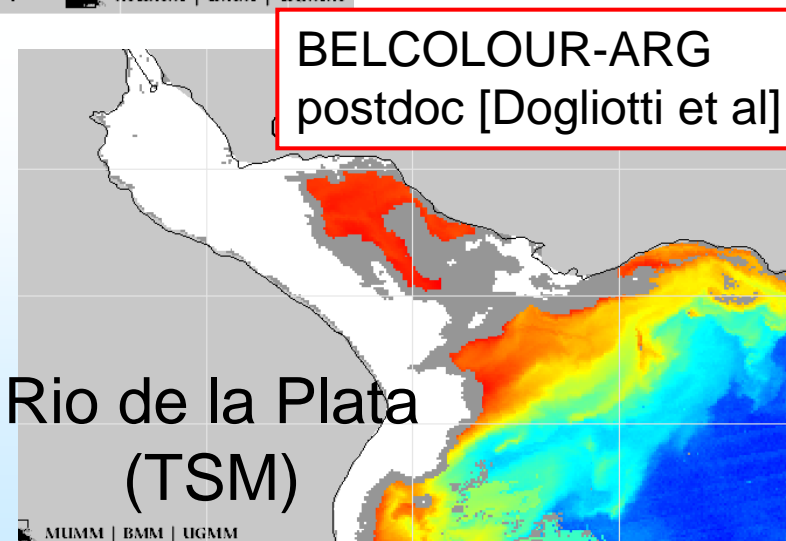 BELCOLOUR-ARG
postdoc [Dogliotti et al]
Rio de la Plata
(TSM)
MUMM | BMM | UGMM